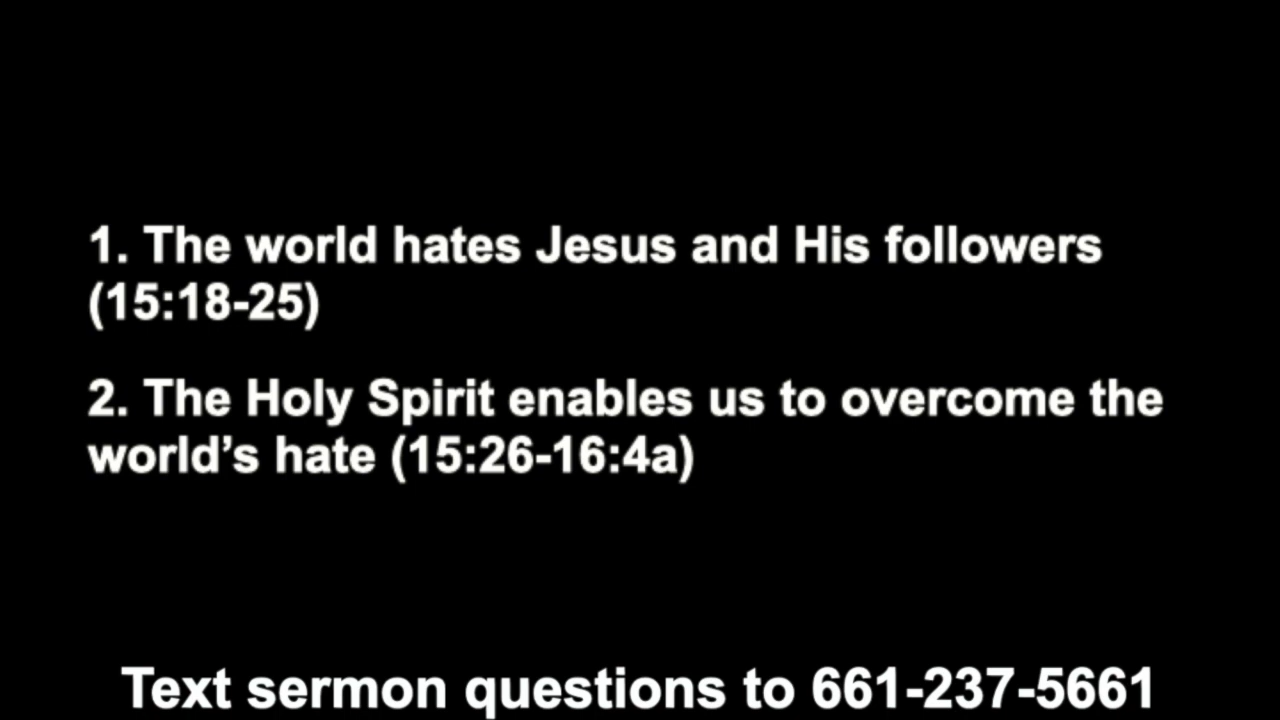 1. The world hates Jesus and His followers
(15:18-25)
2. The Holy Spirit enables us to overcome the
world’s hate (15:26-16:4a)
Text sermon questions to 661-237-5661